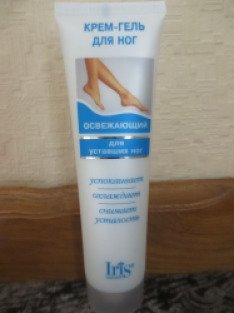 КРЕМ-ГЕЛЬ
ДЛЯ НОГ
ОСВЕЖАЮЩИЙ
для
уставших ног
успокаивает
охлаждает
снимает
усталость
Iris